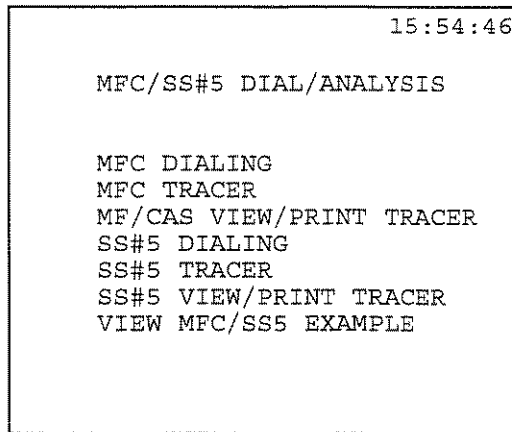 15:54:46
MFC/SS#5 DIAL/ANALYSIS
MFC DIALING
MFC TRACER
MF/CAS VIEW/PRINT TRACER
SS#5 DIALING
SS#5 TRACER
SS#5 VIEW/PRINT TRACER
VIEW MFC/SS5 EXAMPLE